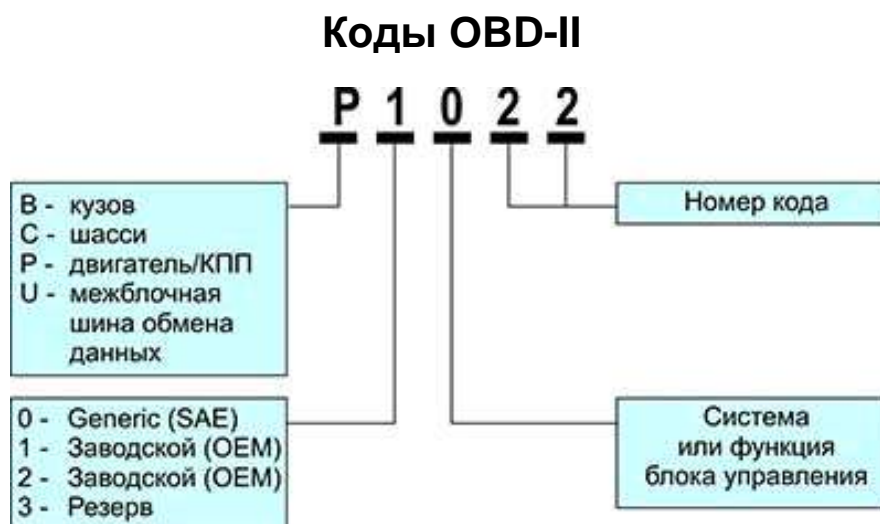 Коды OBD-II
P 1 0 2 2
B - кузов
C - шасси
P - двигатель/КПП
U - межблочная
шина обмена
данных
Номер кода
0 - Generic (SAE)
1 - Заводской (OEM)
2 - Заводской (OEM)
3 - Резерв
Система
или функция
блока управления